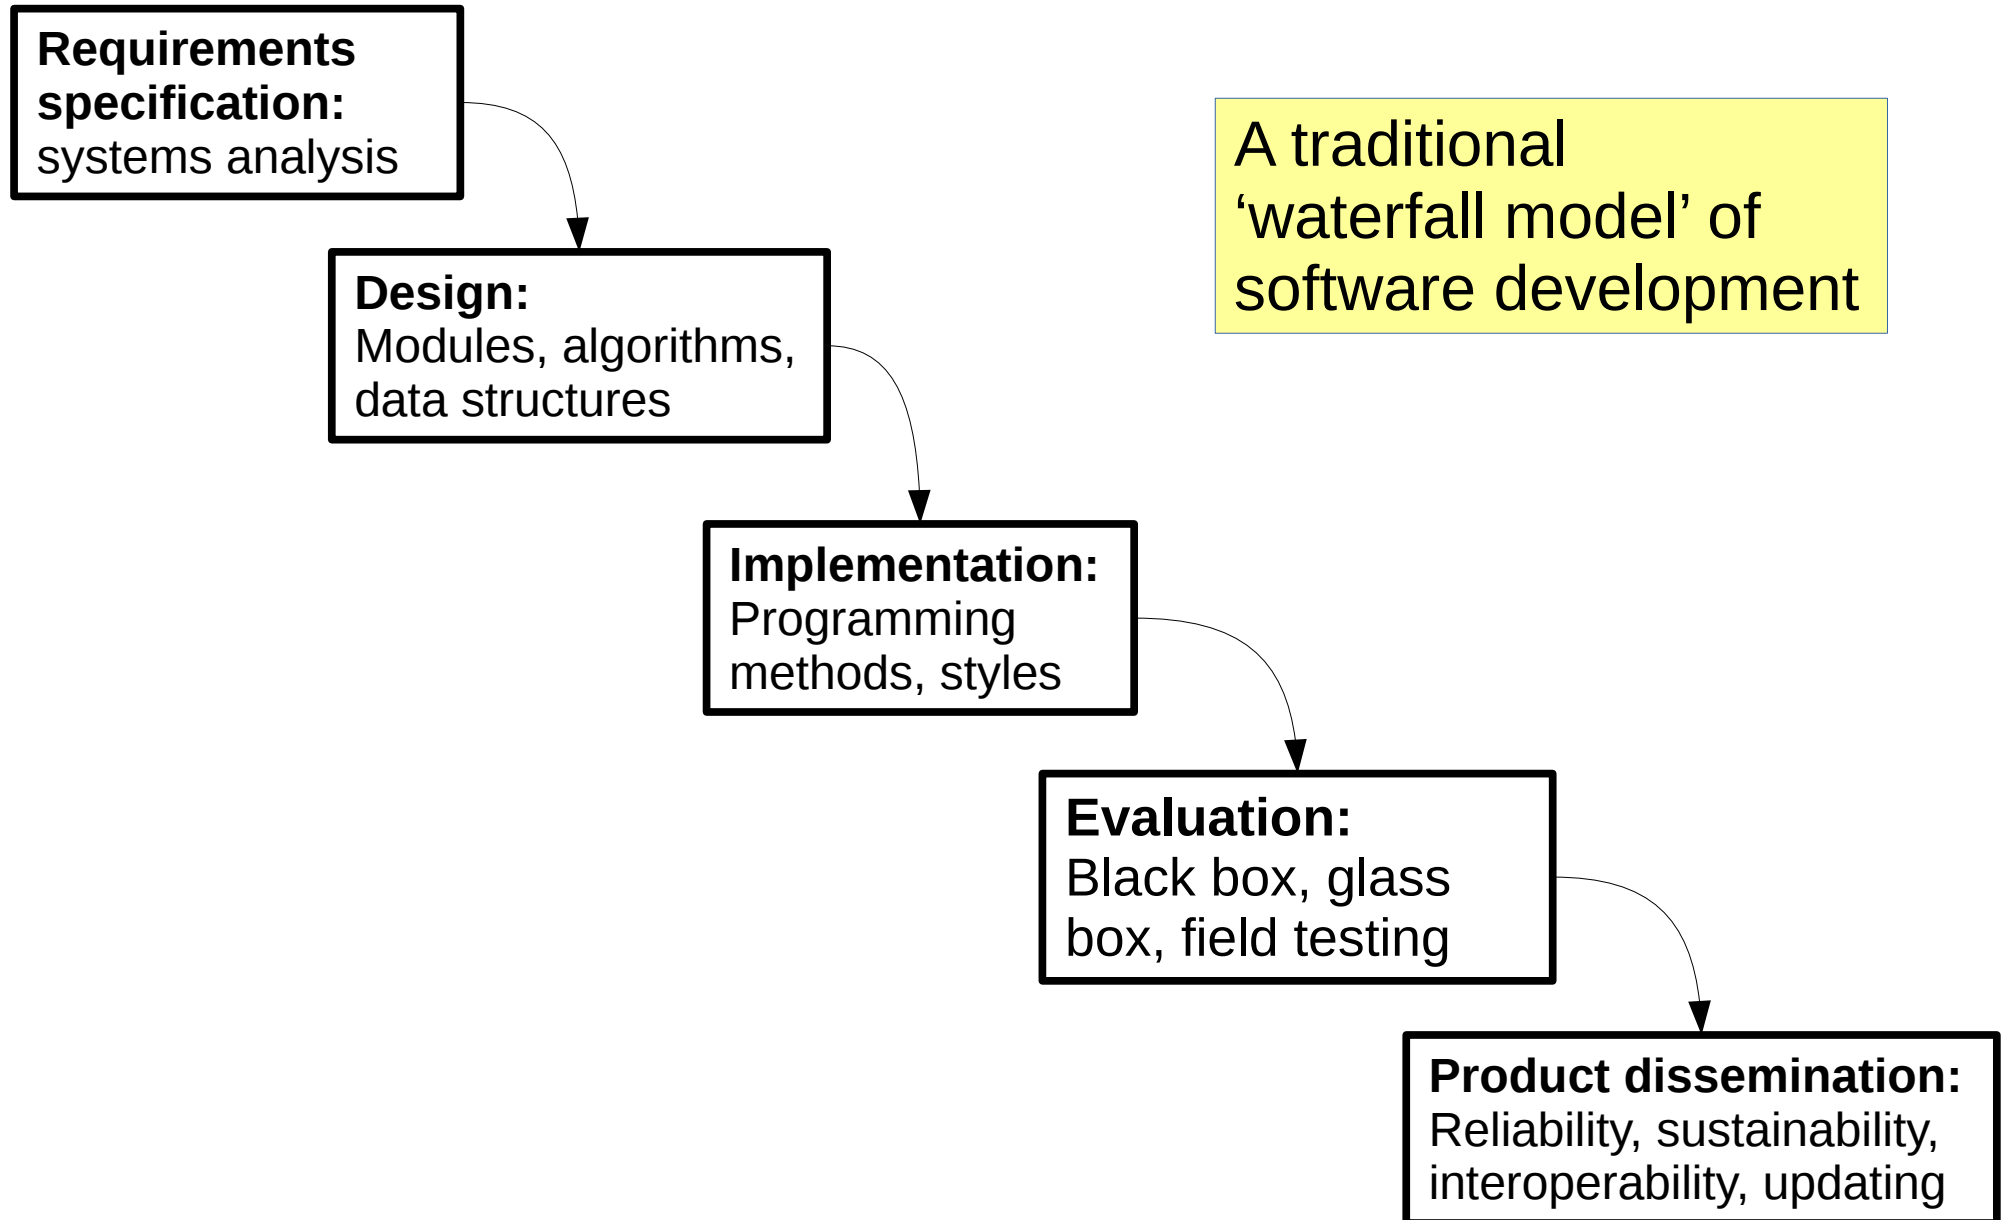 Requirements
specification:
systems analysis
A traditional
‘waterfall model’ of
software development
Design:
Modules, algorithms,
data structures
Implementation:
Programming
methods, styles
Evaluation:
Black box, glass
box, field testing
Product dissemination:
Reliability, sustainability,
interoperability, updating